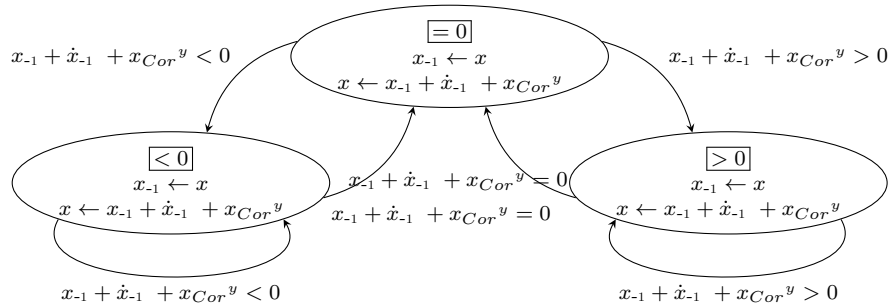 = 0
x₋₁ ← x
x ← x₋₁ + ẋ₋₁ + x_{Cor}^y
x₋₁ + ẋ₋₁ + x_{Cor}^y < 0
x₋₁ + ẋ₋₁ + x_{Cor}^y > 0
< 0
x₋₁ ← x
x ← x₋₁ + ẋ₋₁ + x_{Cor}^y
x₋₁ + ẋ₋₁ + x_{Cor}^y = 0
x₋₁ + ẋ₋₁ + x_{Cor}^y = 0
> 0
x₋₁ ← x
x ← x₋₁ + ẋ₋₁ + x_{Cor}^y
x₋₁ + ẋ₋₁ + x_{Cor}^y < 0
x₋₁ + ẋ₋₁ + x_{Cor}^y > 0